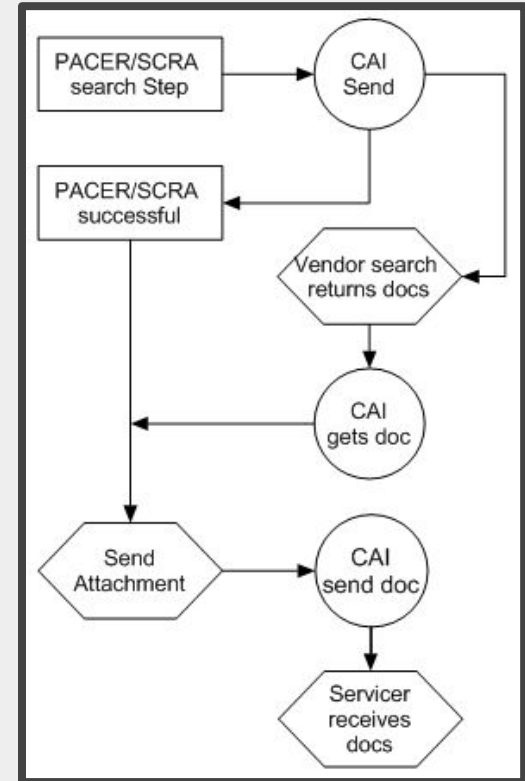 PACER/SCRA
search Step
CAI
Send
PACER/SCRA
successful
Vendor search
returns docs
CAI
gets doc
Send
Attachment
CAI
send doc
Servicer
receives
docs